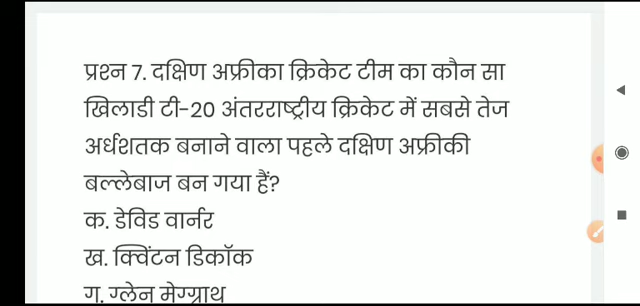 प्रश्न 7. दक्षिण अफ्रीका क्रिकेट टीम का कौन सा
खिलाडी टी-20 अंतरराष्ट्रीय क्रिकेट में सबसे तेज
अर्धशतक बनाने वाला पहले दक्षिण अफ्रीकी
बल्लेबाज बन गया हैं?
क. डेविड वार्नर
ख. क्विंटन डिकॉक
ग. ग्लेन मेग्ग्राथ